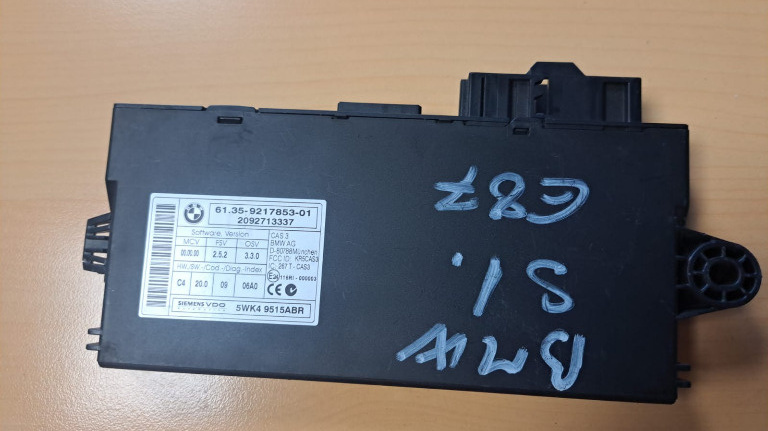 BMW
61.35-9217853-01
2092713337
Software, Version
MCV FSV OSV
00.00.00 2.5.2 3.3.0
HW-/SW-/Cod-/Diag.-Index
C4 20.0 09 06A0
CAS 3
BMW AG
D-80788München
FCC ID: KR5CAS3
IC: 267T-CAS3
SIEMENS VDO
5WK4 9515ABR
BMW
S1.
E87